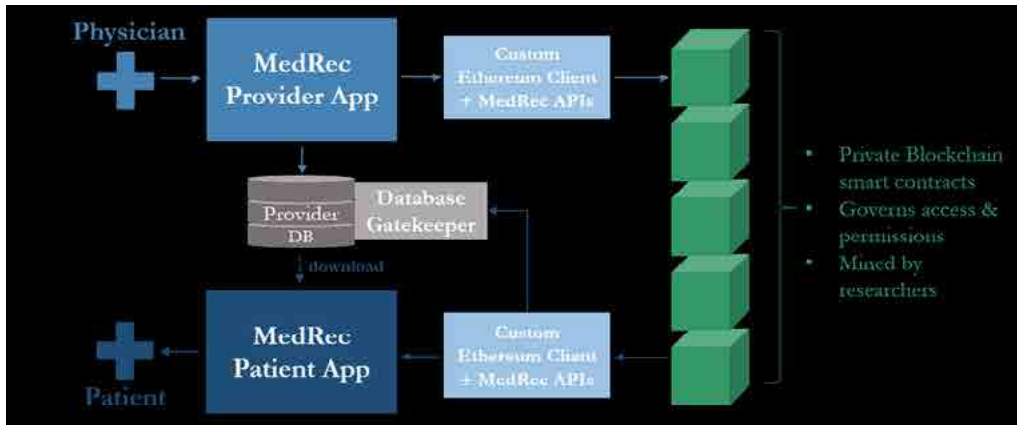 Physician
MedRec
Provider App
Custom
Ethereum Client
+ MedRec APIs
Provider
DB
Database
Gatekeeper
download
MedRec
Patient App
Patient
Custom
Ethereum Client
+ MedRec APIs
• Private Blockchain
smart contracts
• Governs access &
permissions
• Mined by
researchers